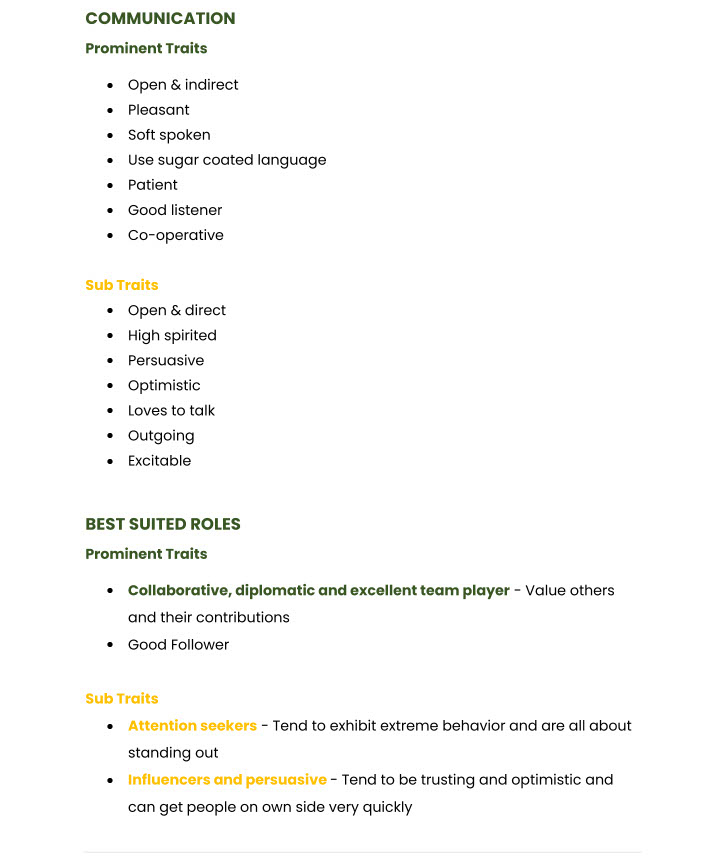 COMMUNICATION
Prominent Traits
• Open & indirect
• Pleasant
• Soft spoken
• Use sugar coated language
• Patient
• Good listener
• Co-operative
Sub Traits
• Open & direct
• High spirited
• Persuasive
• Optimistic
• Loves to talk
• Outgoing
• Excitable
BEST SUITED ROLES
Prominent Traits
• Collaborative, diplomatic and excellent team player - Value others
and their contributions
• Good Follower
Sub Traits
• Attention seekers - Tend to exhibit extreme behavior and are all about
standing out
• Influencers and persuasive - Tend to be trusting and optimistic and
can get people on own side very quickly